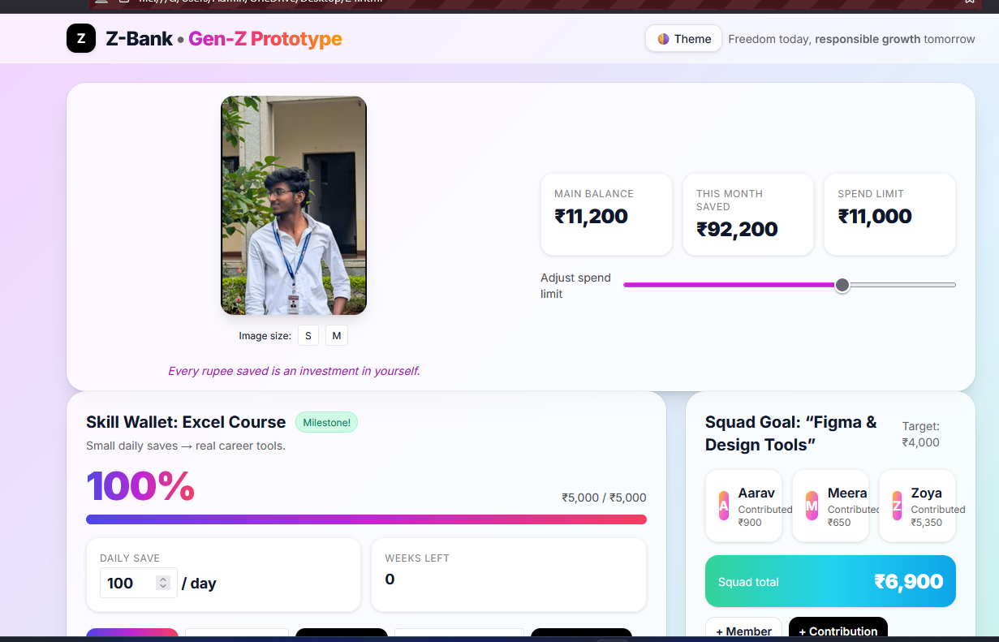 Z
Z-Bank • Gen-Z Prototype
Theme
Freedom today, responsible growth tomorrow
MAIN BALANCE
₹11,200
THIS MONTH
SAVED
₹92,200
SPEND LIMIT
₹11,000
Adjust spend
limit
Image size:
S
M
Every rupee saved is an investment in yourself.
Skill Wallet: Excel Course
Milestone!
Small daily saves → real career tools.
100%
₹5,000 / ₹5,000
DAILY SAVE
100
/ day
WEEKS LEFT
0
Squad Goal: “Figma &
Design Tools”
Target:
₹4,000
A
Aarav
Contributed
₹900
M
Meera
Contributed
₹650
Z
Zoya
Contributed
₹5,350
Squad total
₹6,900
+ Member
+ Contribution